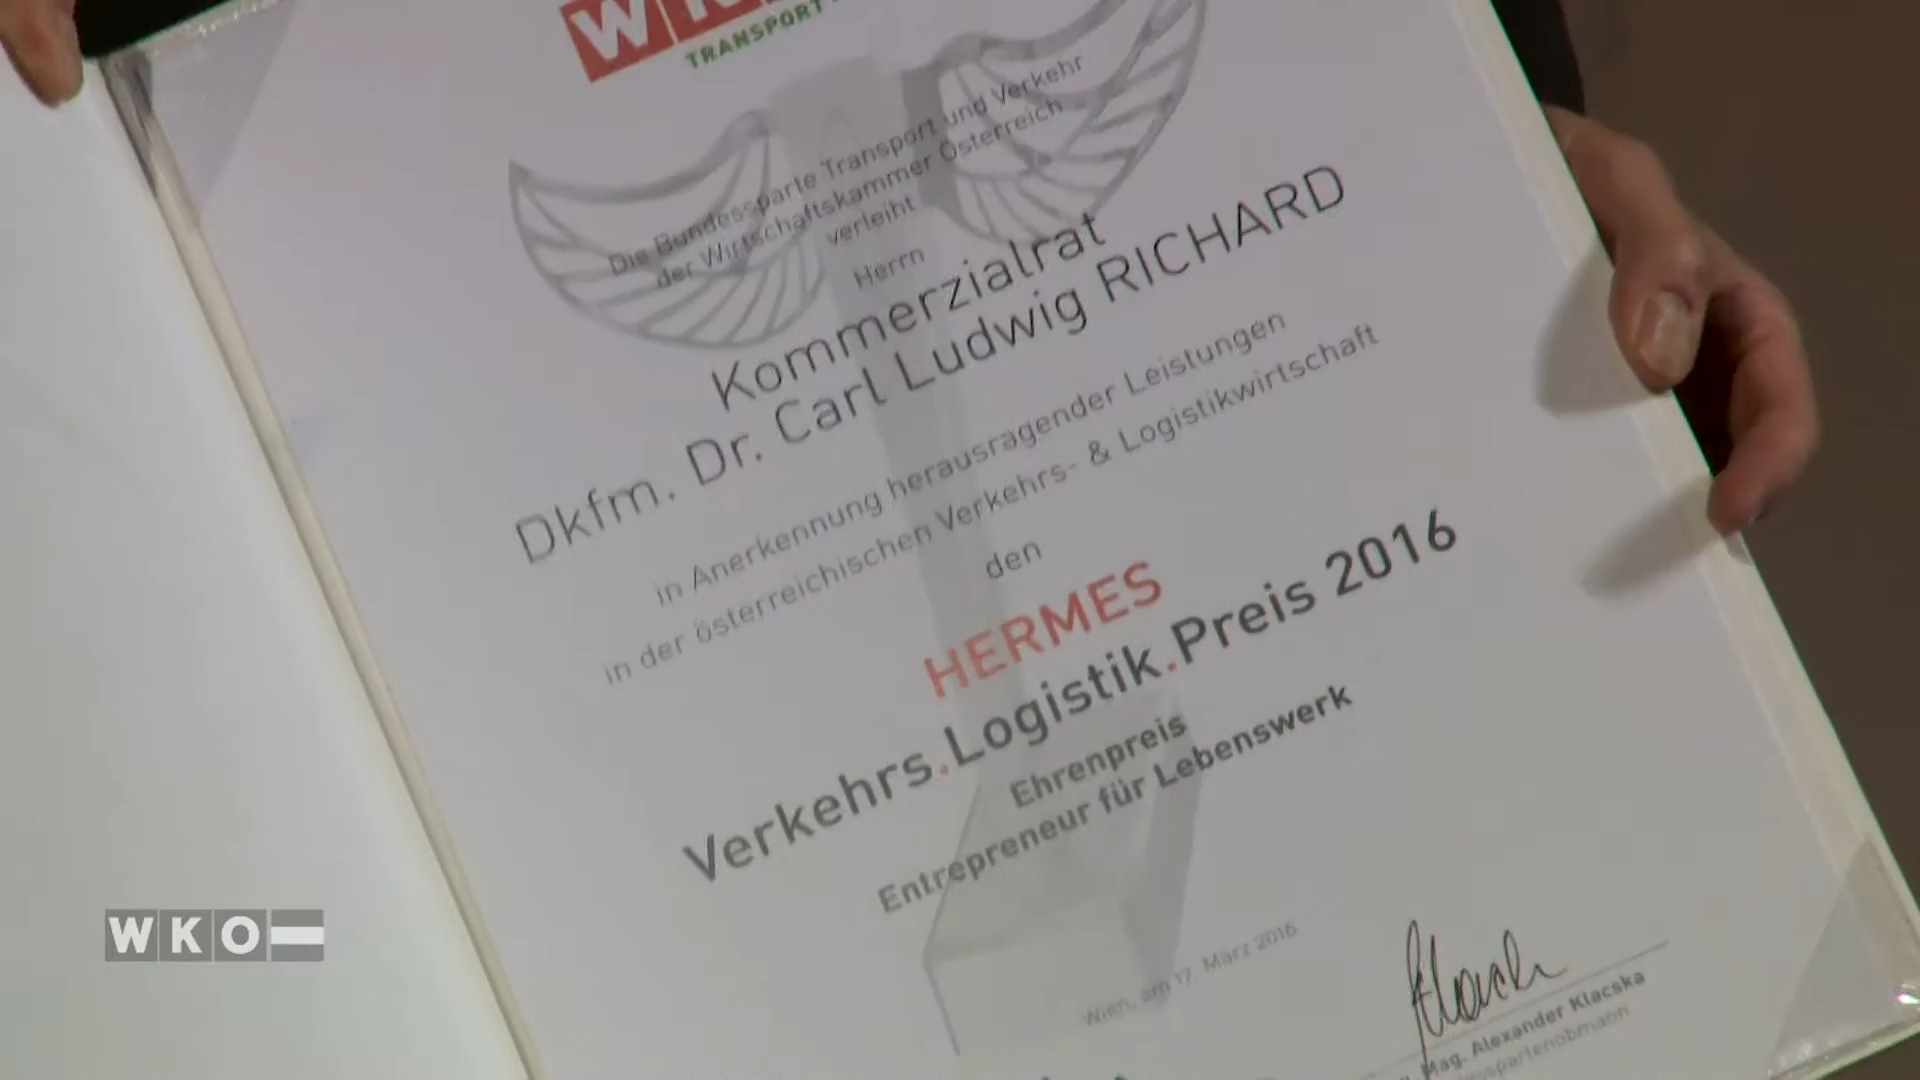 TRANSPORT
Die Bundessparte Transport und Verkehr
der Wirtschaftskammer Österreich
verleiht
Herrn
Kommerzialrat
Dkfm. Dr. Carl Ludwig RICHARD
in Anerkennung herausragender Leistungen
in der österreichischen Verkehrs- & Logistikwirtschaft
den
HERMES
Verkehrs.Logistik.Preis 2016
Ehrenpreis
Entrepreneur für Lebenswerk
Wien, am 17. März 2016
Mag. Alexander Klacska
WKO